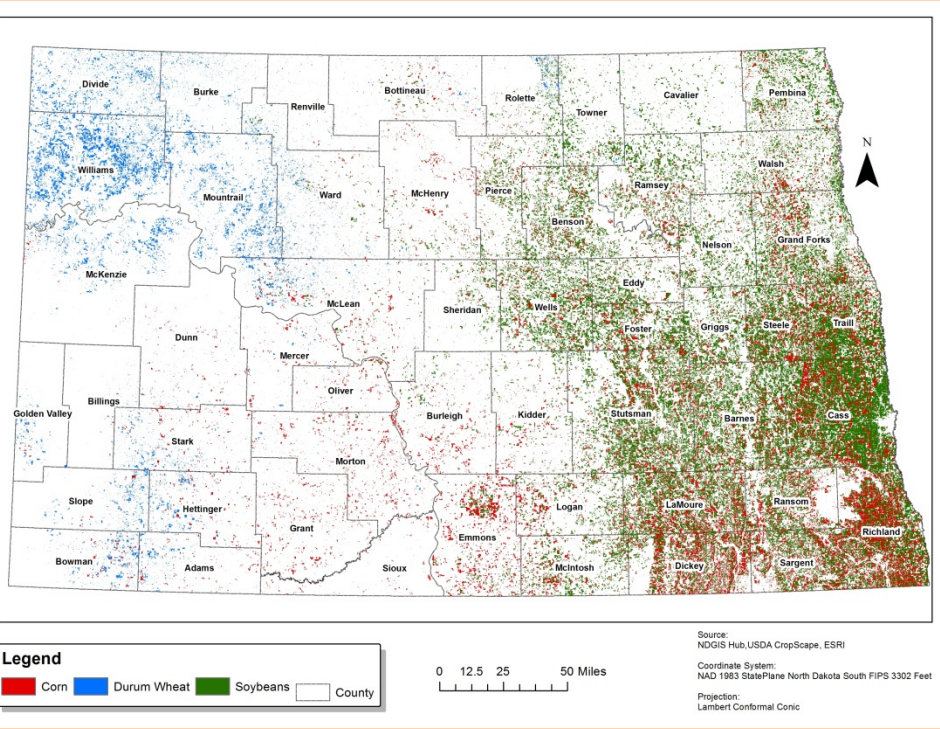 Divide
Burke
Renville
Bottineau
Rolette
Towner
Cavalier
Pembina
N
Williams
Mountrail
Ward
McHenry
Pierce
Benson
Ramsey
Walsh
Nelson
Grand Forks
McKenzie
McLean
Sheridan
Wells
Eddy
Foster
Griggs
Steele
Traill
Dunn
Mercer
Oliver
Golden Valley
Billings
Stark
Morton
Burleigh
Kidder
Stutsman
Barnes
Cass
Slope
Hettinger
Grant
Emmons
Logan
LaMoure
Ransom
Richland
Bowman
Adams
Sioux
McIntosh
Dickey
Sargent
Legend
Corn Durum Wheat Soybeans County
0 12.5 25 50 Miles
Source:
NDGIS Hub,USDA CropScape, ESRI
Coordinate System:
NAD 1983 StatePlane North Dakota South FIPS 3302 Feet
Projection:
Lambert Conformal Conic